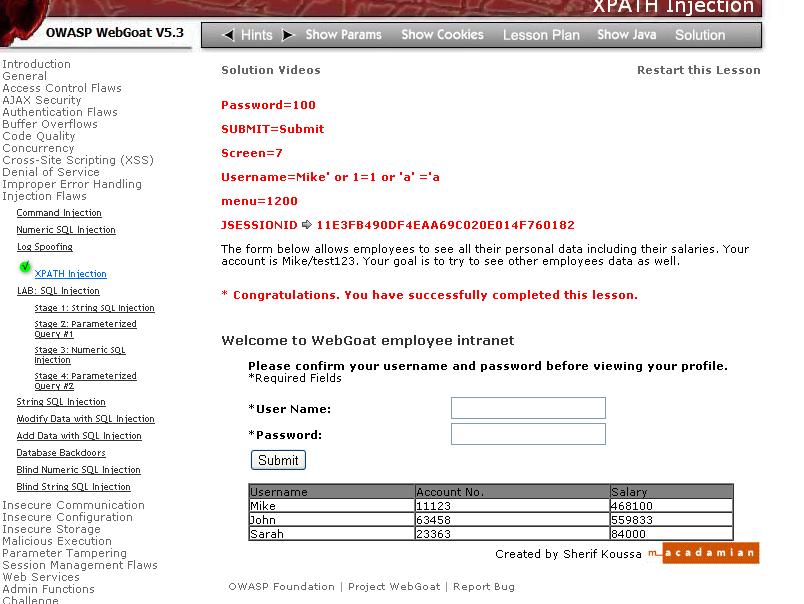 XPATH Injection
OWASP WebGoat V5.3
Hints Show Params Show Cookies Lesson Plan Show Java Solution
Introduction
General
Access Control Flaws
AJAX Security
Authentication Flaws
Buffer Overflows
Code Quality
Concurrency
Cross-Site Scripting (XSS)
Denial of Service
Improper Error Handling
Injection Flaws
Command Injection
Numeric SQL Injection
Log Spoofing
XPATH Injection
LAB: SQL Injection
Stage 1: String SQL Injection
Stage 2: Parameterized
Query #1
Stage 3: Numeric SQL
Injection
Stage 4: Parameterized
Query #2
String SQL Injection
Modify Data with SQL Injection
Add Data with SQL Injection
Database Backdoors
Blind Numeric SQL Injection
Blind String SQL Injection
Insecure Communication
Insecure Configuration
Insecure Storage
Malicious Execution
Parameter Tampering
Session Management Flaws
Web Services
Admin Functions
Challenge
Solution Videos Restart this Lesson
Password=100
SUBMIT=Submit
Screen=7
Username=Mike' or 1=1 or 'a' ='a
menu=1200
JSESSIONID ⇨ 11E3FB490DF4EAA69C020E014F760182
The form below allows employees to see all their personal data including their salaries. Your
account is Mike/test123. Your goal is to try to see other employees data as well.
* Congratulations. You have successfully completed this lesson.
Welcome to WebGoat employee intranet
Please confirm your username and password before viewing your profile.
*Required Fields
*User Name:
*Password:
Submit
Username Account No. Salary
Mike 11123 468100
John 63458 559833
Sarah 23363 84000
Created by Sherif Koussa m_acadamian
OWASP Foundation | Project WebGoat | Report Bug